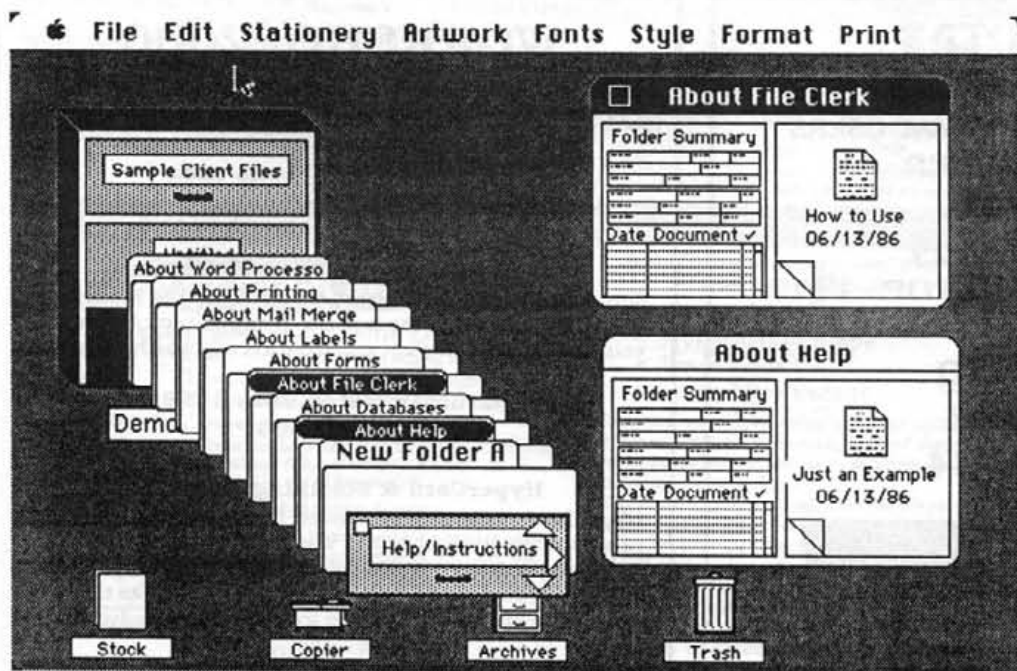 File Edit Stationery Artwork Fonts Style Format Print
Sample Client Files
Untitled
About Word Processo
About Printing
About Mail Merge
About Labels
About Forms
About File Clerk
About Databases
About Help
New Folder A
Help/Instructions
Demo
About File Clerk
Folder Summary
Date Document ✓
How to Use
06/13/86
About Help
Folder Summary
Date Document ✓
Just an Example
06/13/86
Stock
Copier
Archives
Trash